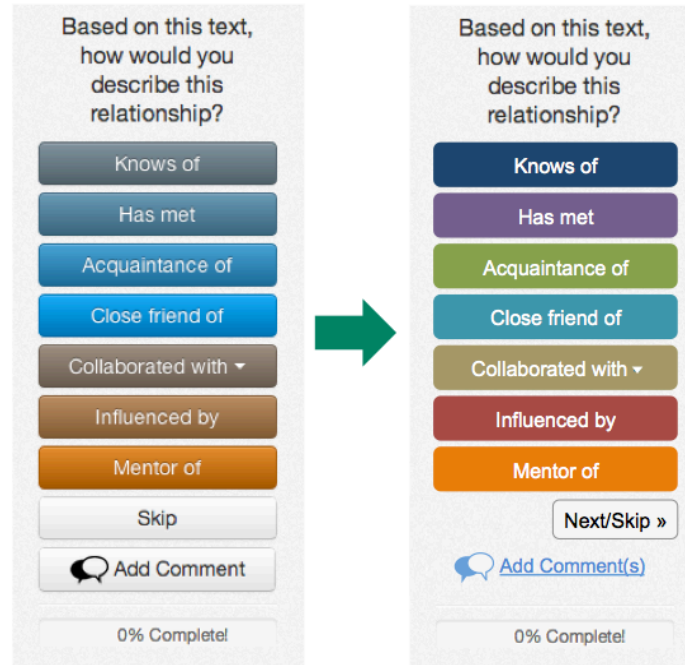 Based on this text,
how would you
describe this
relationship?
Knows of
Has met
Acquaintance of
Close friend of
Collaborated with
Influenced by
Mentor of
Skip
Add Comment
0% Complete!
Based on this text,
how would you
describe this
relationship?
Knows of
Has met
Acquaintance of
Close friend of
Collaborated with
Influenced by
Mentor of
Next/Skip »
Add Comment(s)
0% Complete!